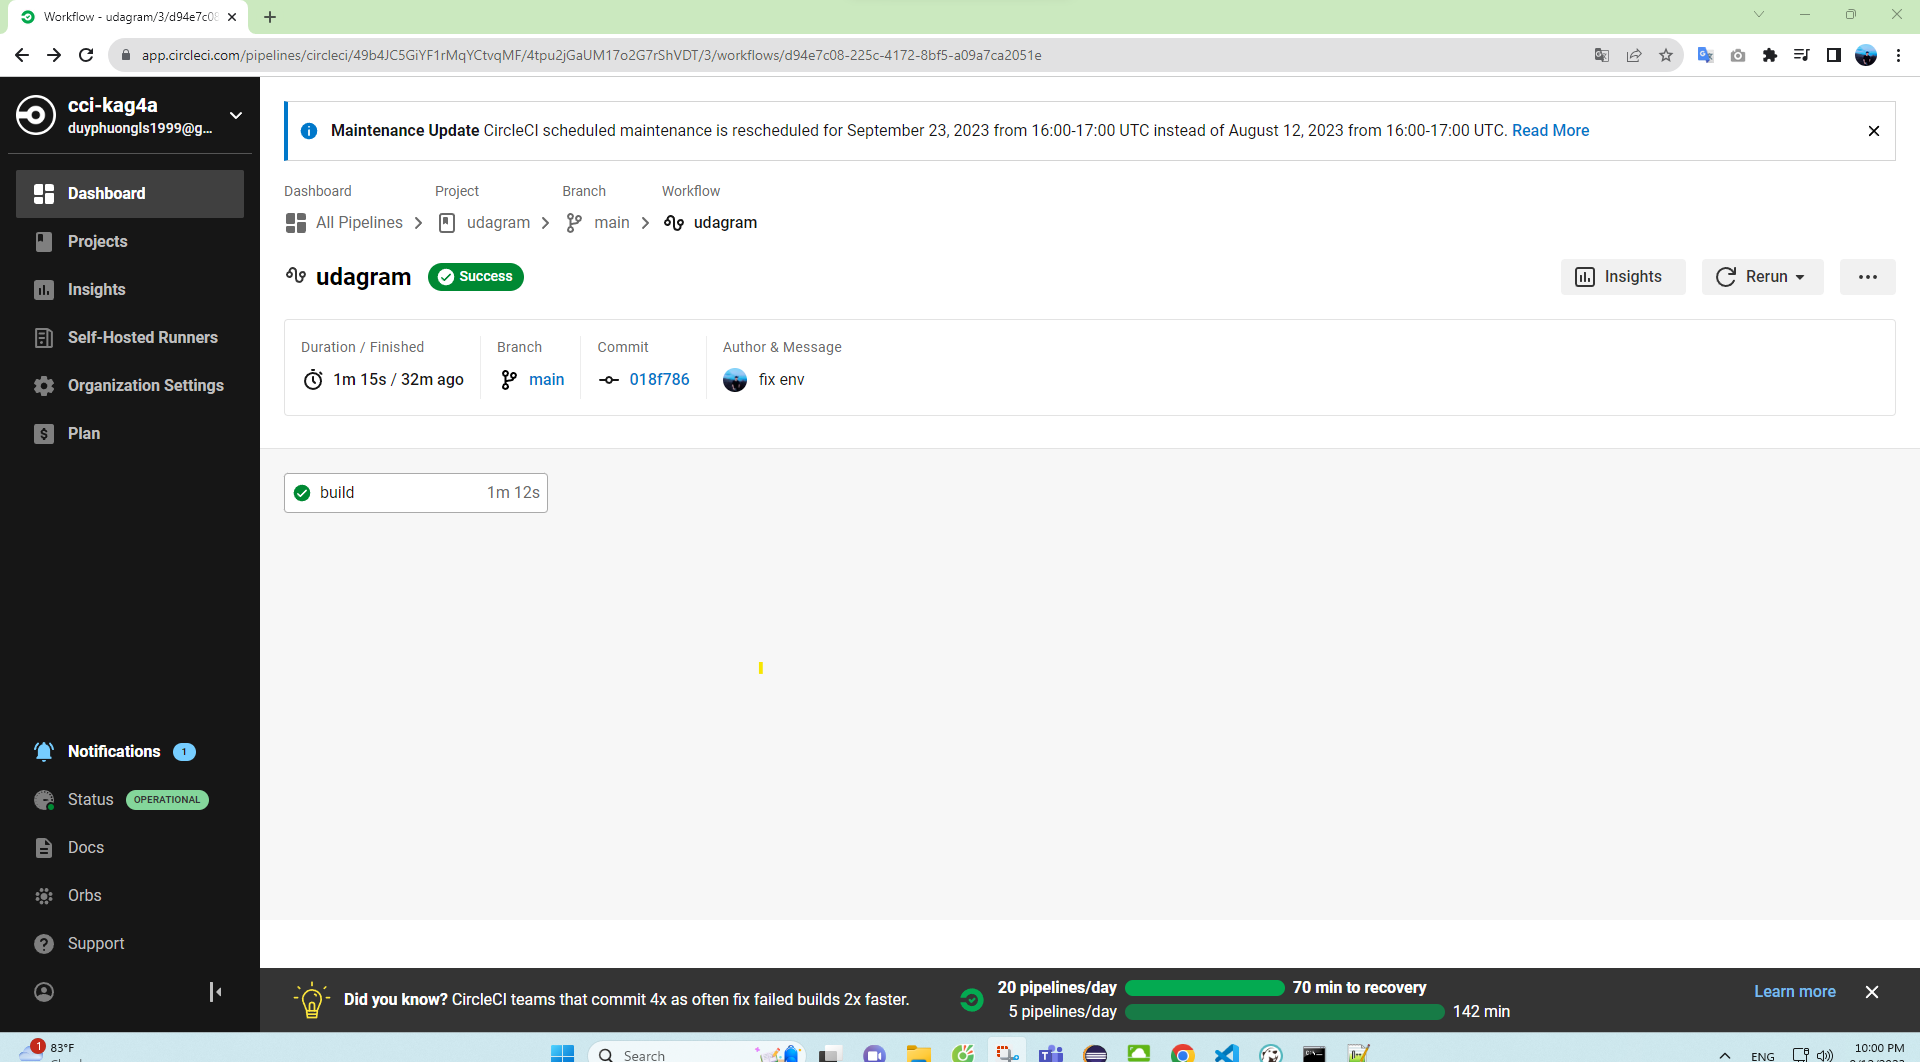 Workflow - udagram/3/d94e7c08
app.circleci.com/pipelines/circleci/49b4JC5GiYF1rMqYCtvqMF/4tpu2jGaUM17o2G7rShVDT/3/workflows/d94e7c08-225c-4172-8bf5-a09a7ca2051e
cci-kag4a
duyphuongls1999@g...
Dashboard
Projects
Insights
Self-Hosted Runners
Organization Settings
Plan
Notifications 1
Status OPERATIONAL
Docs
Orbs
Support
Maintenance Update CircleCI scheduled maintenance is rescheduled for September 23, 2023 from 16:00-17:00 UTC instead of August 12, 2023 from 16:00-17:00 UTC. Read More
Dashboard Project Branch Workflow
All Pipelines udagram main udagram
udagram Success
Insights Rerun
Duration / Finished Branch Commit Author & Message
1m 15s / 32m ago main 018f786 fix env
build 1m 12s
Did you know? CircleCI teams that commit 4x as often fix failed builds 2x faster.
20 pipelines/day 70 min to recovery
5 pipelines/day 142 min
Learn more
1
83°F
Search
ENG
10:00 PM